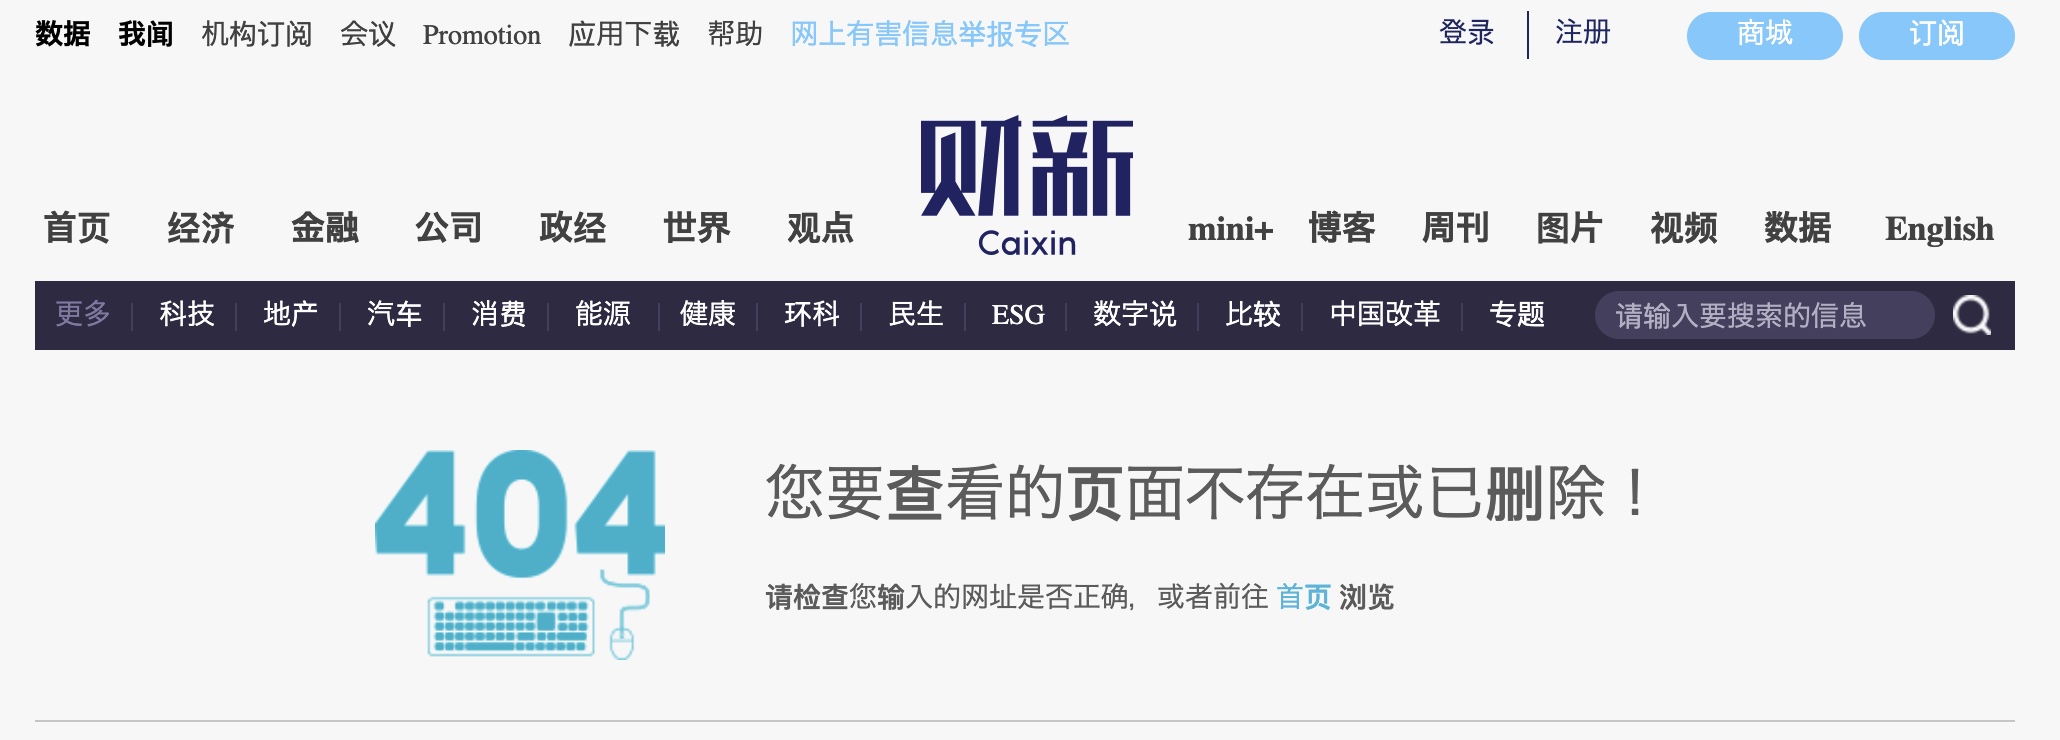 数据 我闻 机构订阅 会议 Promotion 应用下载 帮助 网上有害信息举报专区 登录 注册 商城 订阅
财新
Caixin
首页 经济 金融 公司 政经 世界 观点 mini+ 博客 周刊 图片 视频 数据 English
更多 科技 地产 汽车 消费 能源 健康 环科 民生 ESG 数字说 比较 中国改革 专题 请输入要搜索的信息
404
您要查看的页面不存在或已删除！
请检查您输入的网址是否正确，或者前往 首页 浏览